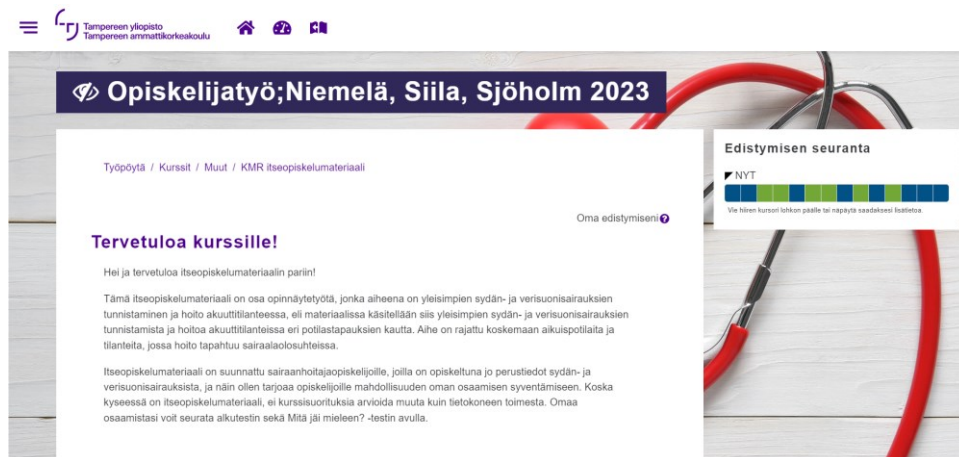 Tampereen yliopisto
Tampereen ammattikorkeakoulu
Opiskelijatyö;Niemelä, Siila, Sjöholm 2023
Työpöytä / Kurssit / Muut / KMR itseopiskelumateriaali
Oma edistymiseni
Tervetuloa kurssille!
Hei ja tervetuloa itseopiskelumateriaalin pariin!
Tämä itseopiskelumateriaali on osa opinnäytetyötä, jonka aiheena on yleisimpien sydän- ja verisuonisairauksien
tunnistaminen ja hoito akuuttitilanteessa, eli materiaalissa käsitellään siis yleisimpien sydän- ja verisuonisairauksien
tunnistamista ja hoitoa akuuttitilanteissa eri potilastapauksien kautta. Aihe on rajattu koskemaan aikuispotilaita ja
tilanteita, jossa hoito tapahtuu sairaalaolosuhteissa.
Itseopiskelumateriaali on suunnattu sairaanhoitajaopiskelijoille, joilla on opiskeltuna jo perustiedot sydän- ja
verisuonisairauksista, ja näin ollen tarjoaa opiskelijoille mahdollisuuden oman osaamisen syventämiseen. Koska
kyseessä on itseopiskelumateriaali, ei kurssisuorituksia arvioida muuta kuin tietokoneen toimesta. Omaa
osaamistasi voit seurata alkutestin sekä Mitä jäi mieleen? -testin avulla.
Edistymisen seuranta
NYT
Vie hiiren kursori lohkon päälle tai näpäytä saadaksesi lisätietoa.